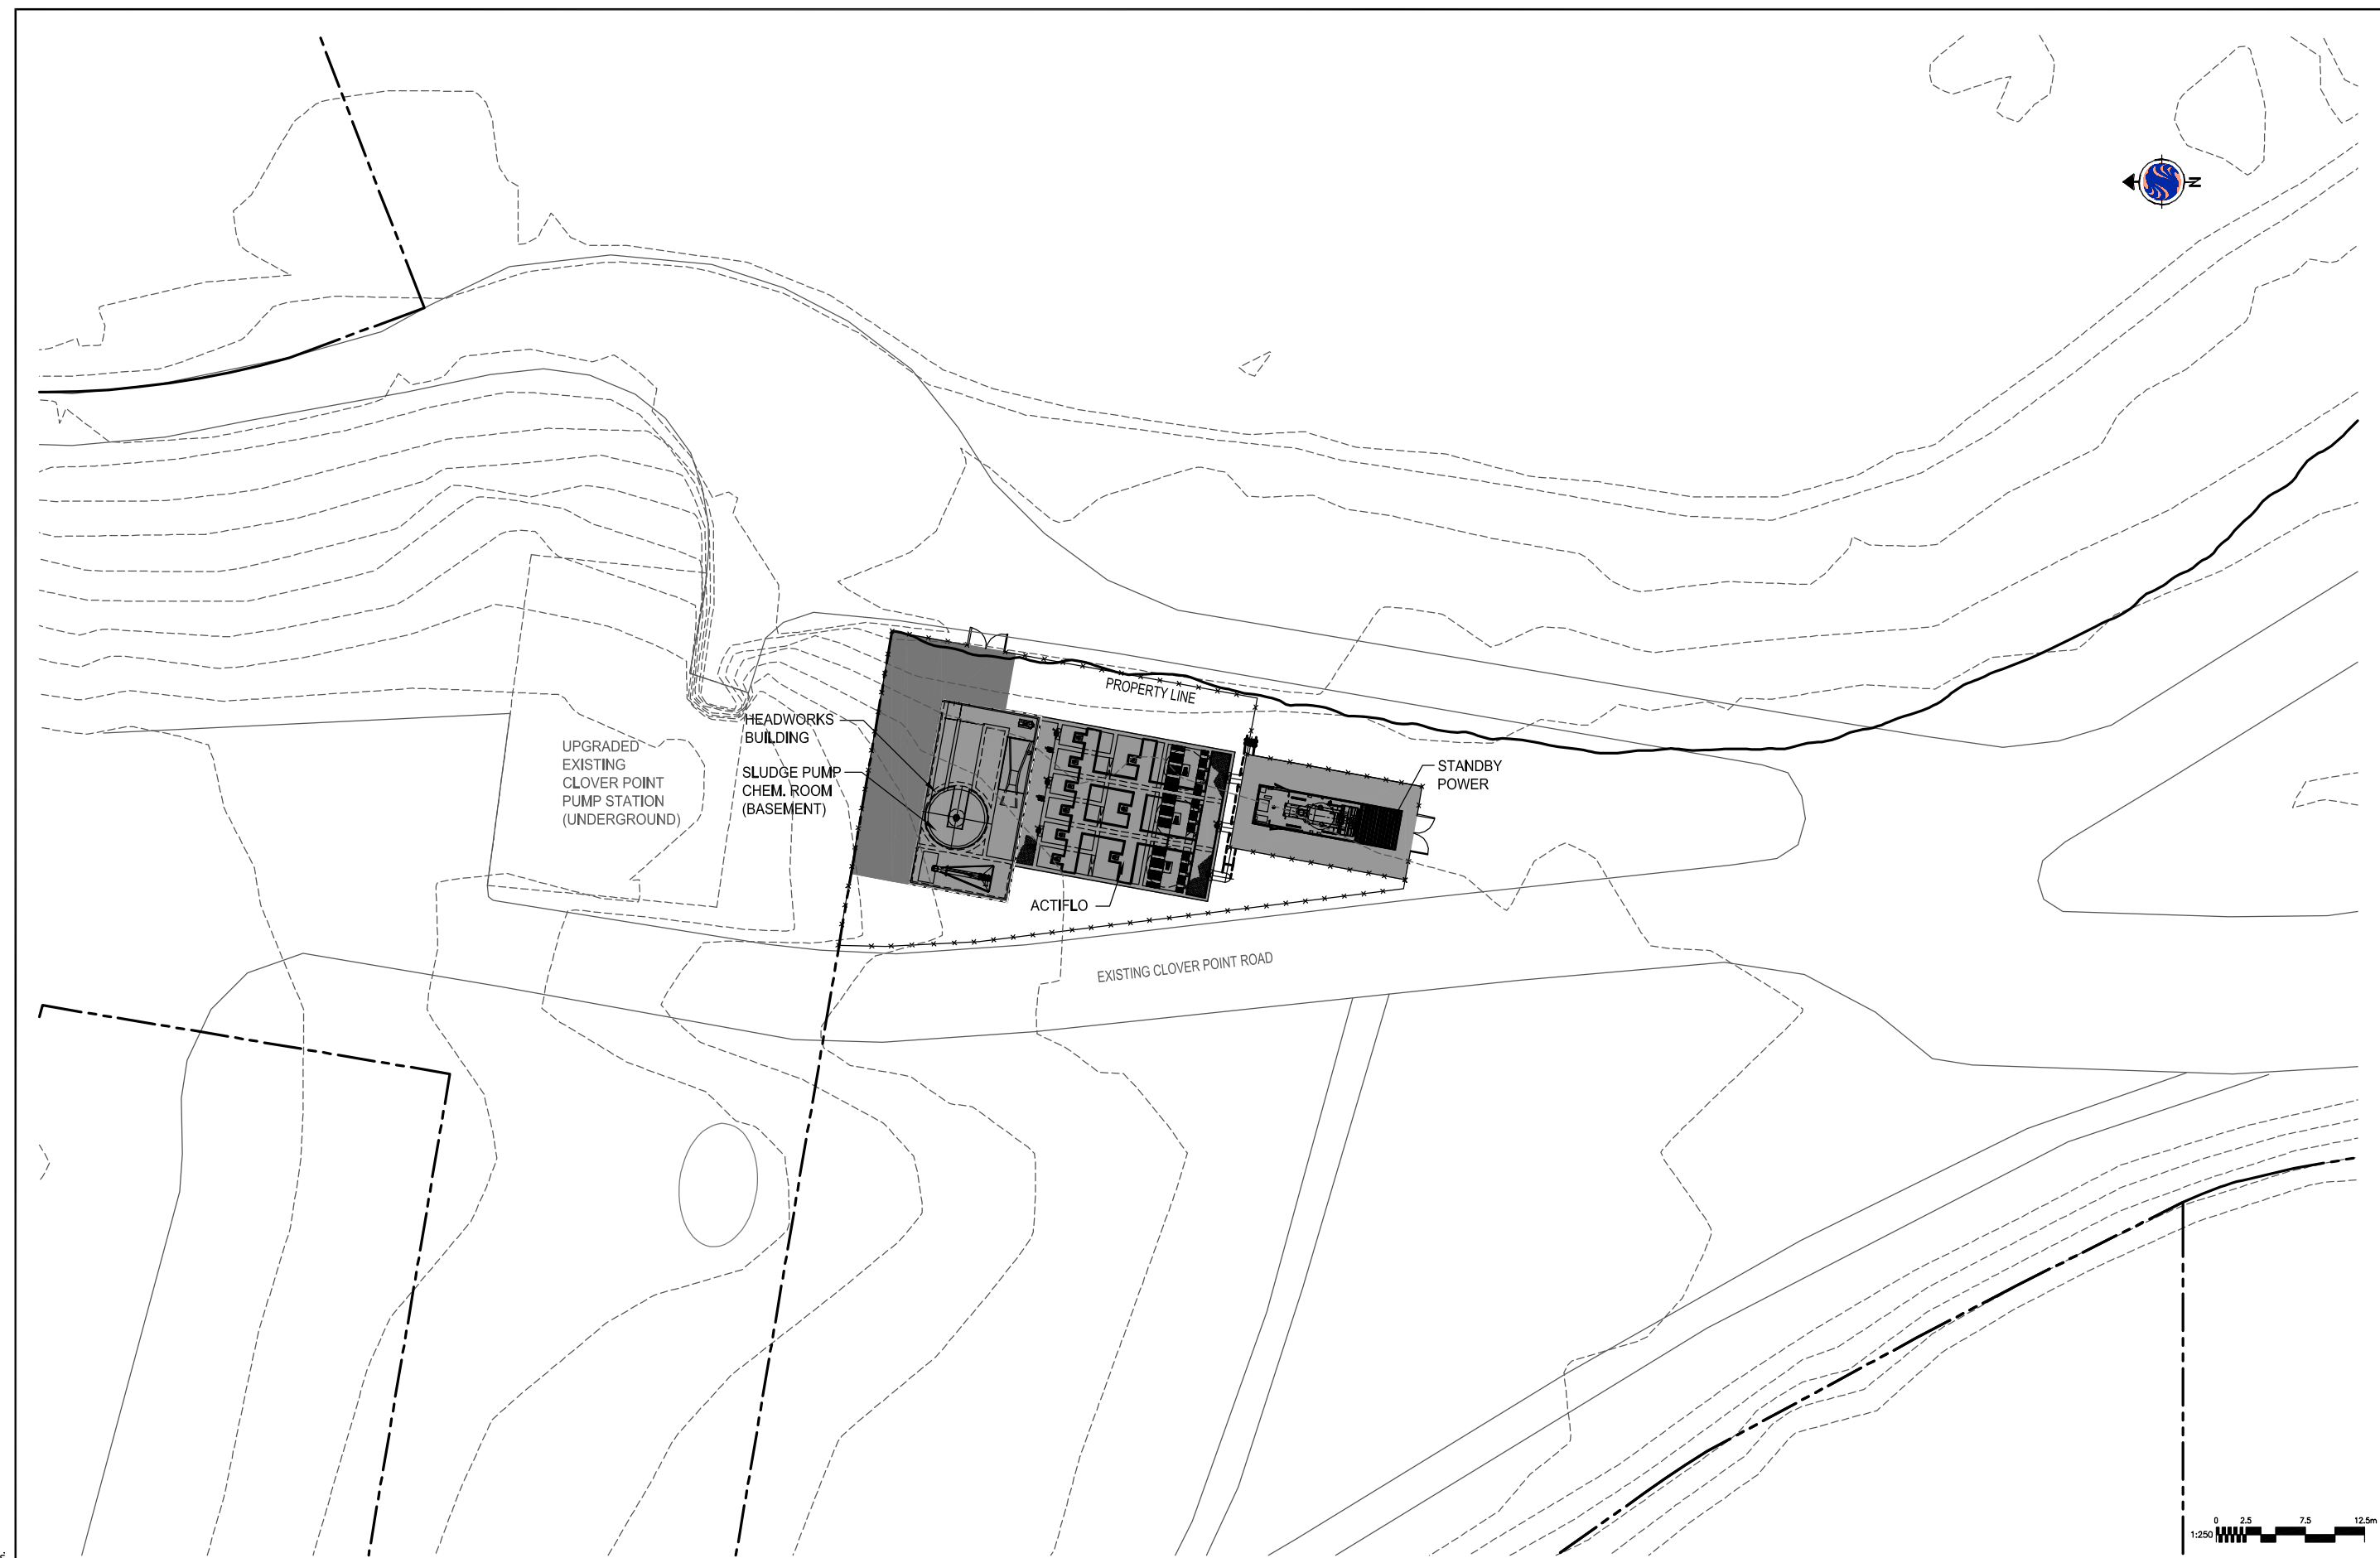 N
PROPERTY LINE
HEADWORKS
BUILDING
UPGRADED
EXISTING
CLOVER POINT
PUMP STATION
(UNDERGROUND)
SLUDGE PUMP
CHEM. ROOM
(BASEMENT)
STANDBY
POWER
ACTIFLO
EXISTING CLOVER POINT ROAD
0 2.5 7.5 12.5m
1:250